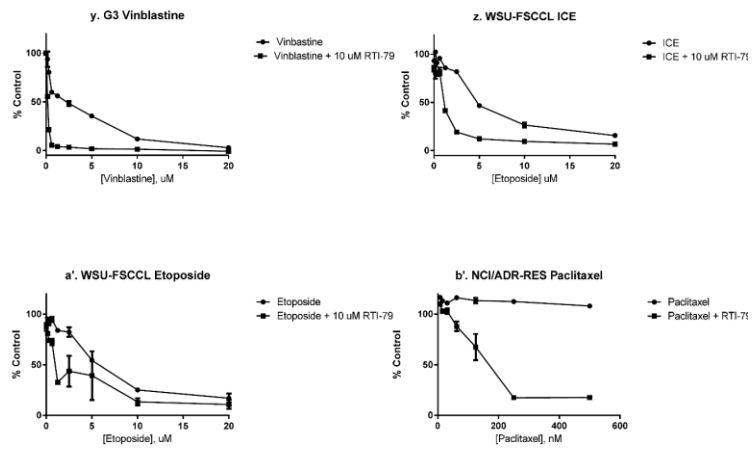 y. G3 Vinblastine
Vinbastine
Vinblastine + 10 uM RTI-79
% Control
100
50
0
0
5
10
15
20
[Vinblastine], uM
z. WSU-FSCCL ICE
ICE
ICE + 10 uM RTI-79
% Control
100
50
0
0
5
10
15
20
[Etoposide] uM
a'. WSU-FSCCL Etoposide
Etoposide
Etoposide + 10 uM RTI-79
% Control
100
50
0
0
5
10
15
20
[Etoposide], uM
b'. NCI/ADR-RES Paclitaxel
Paclitaxel
Paclitaxel + RTI-79
% Control
100
50
0
0
200
400
600
[Paclitaxel], nM